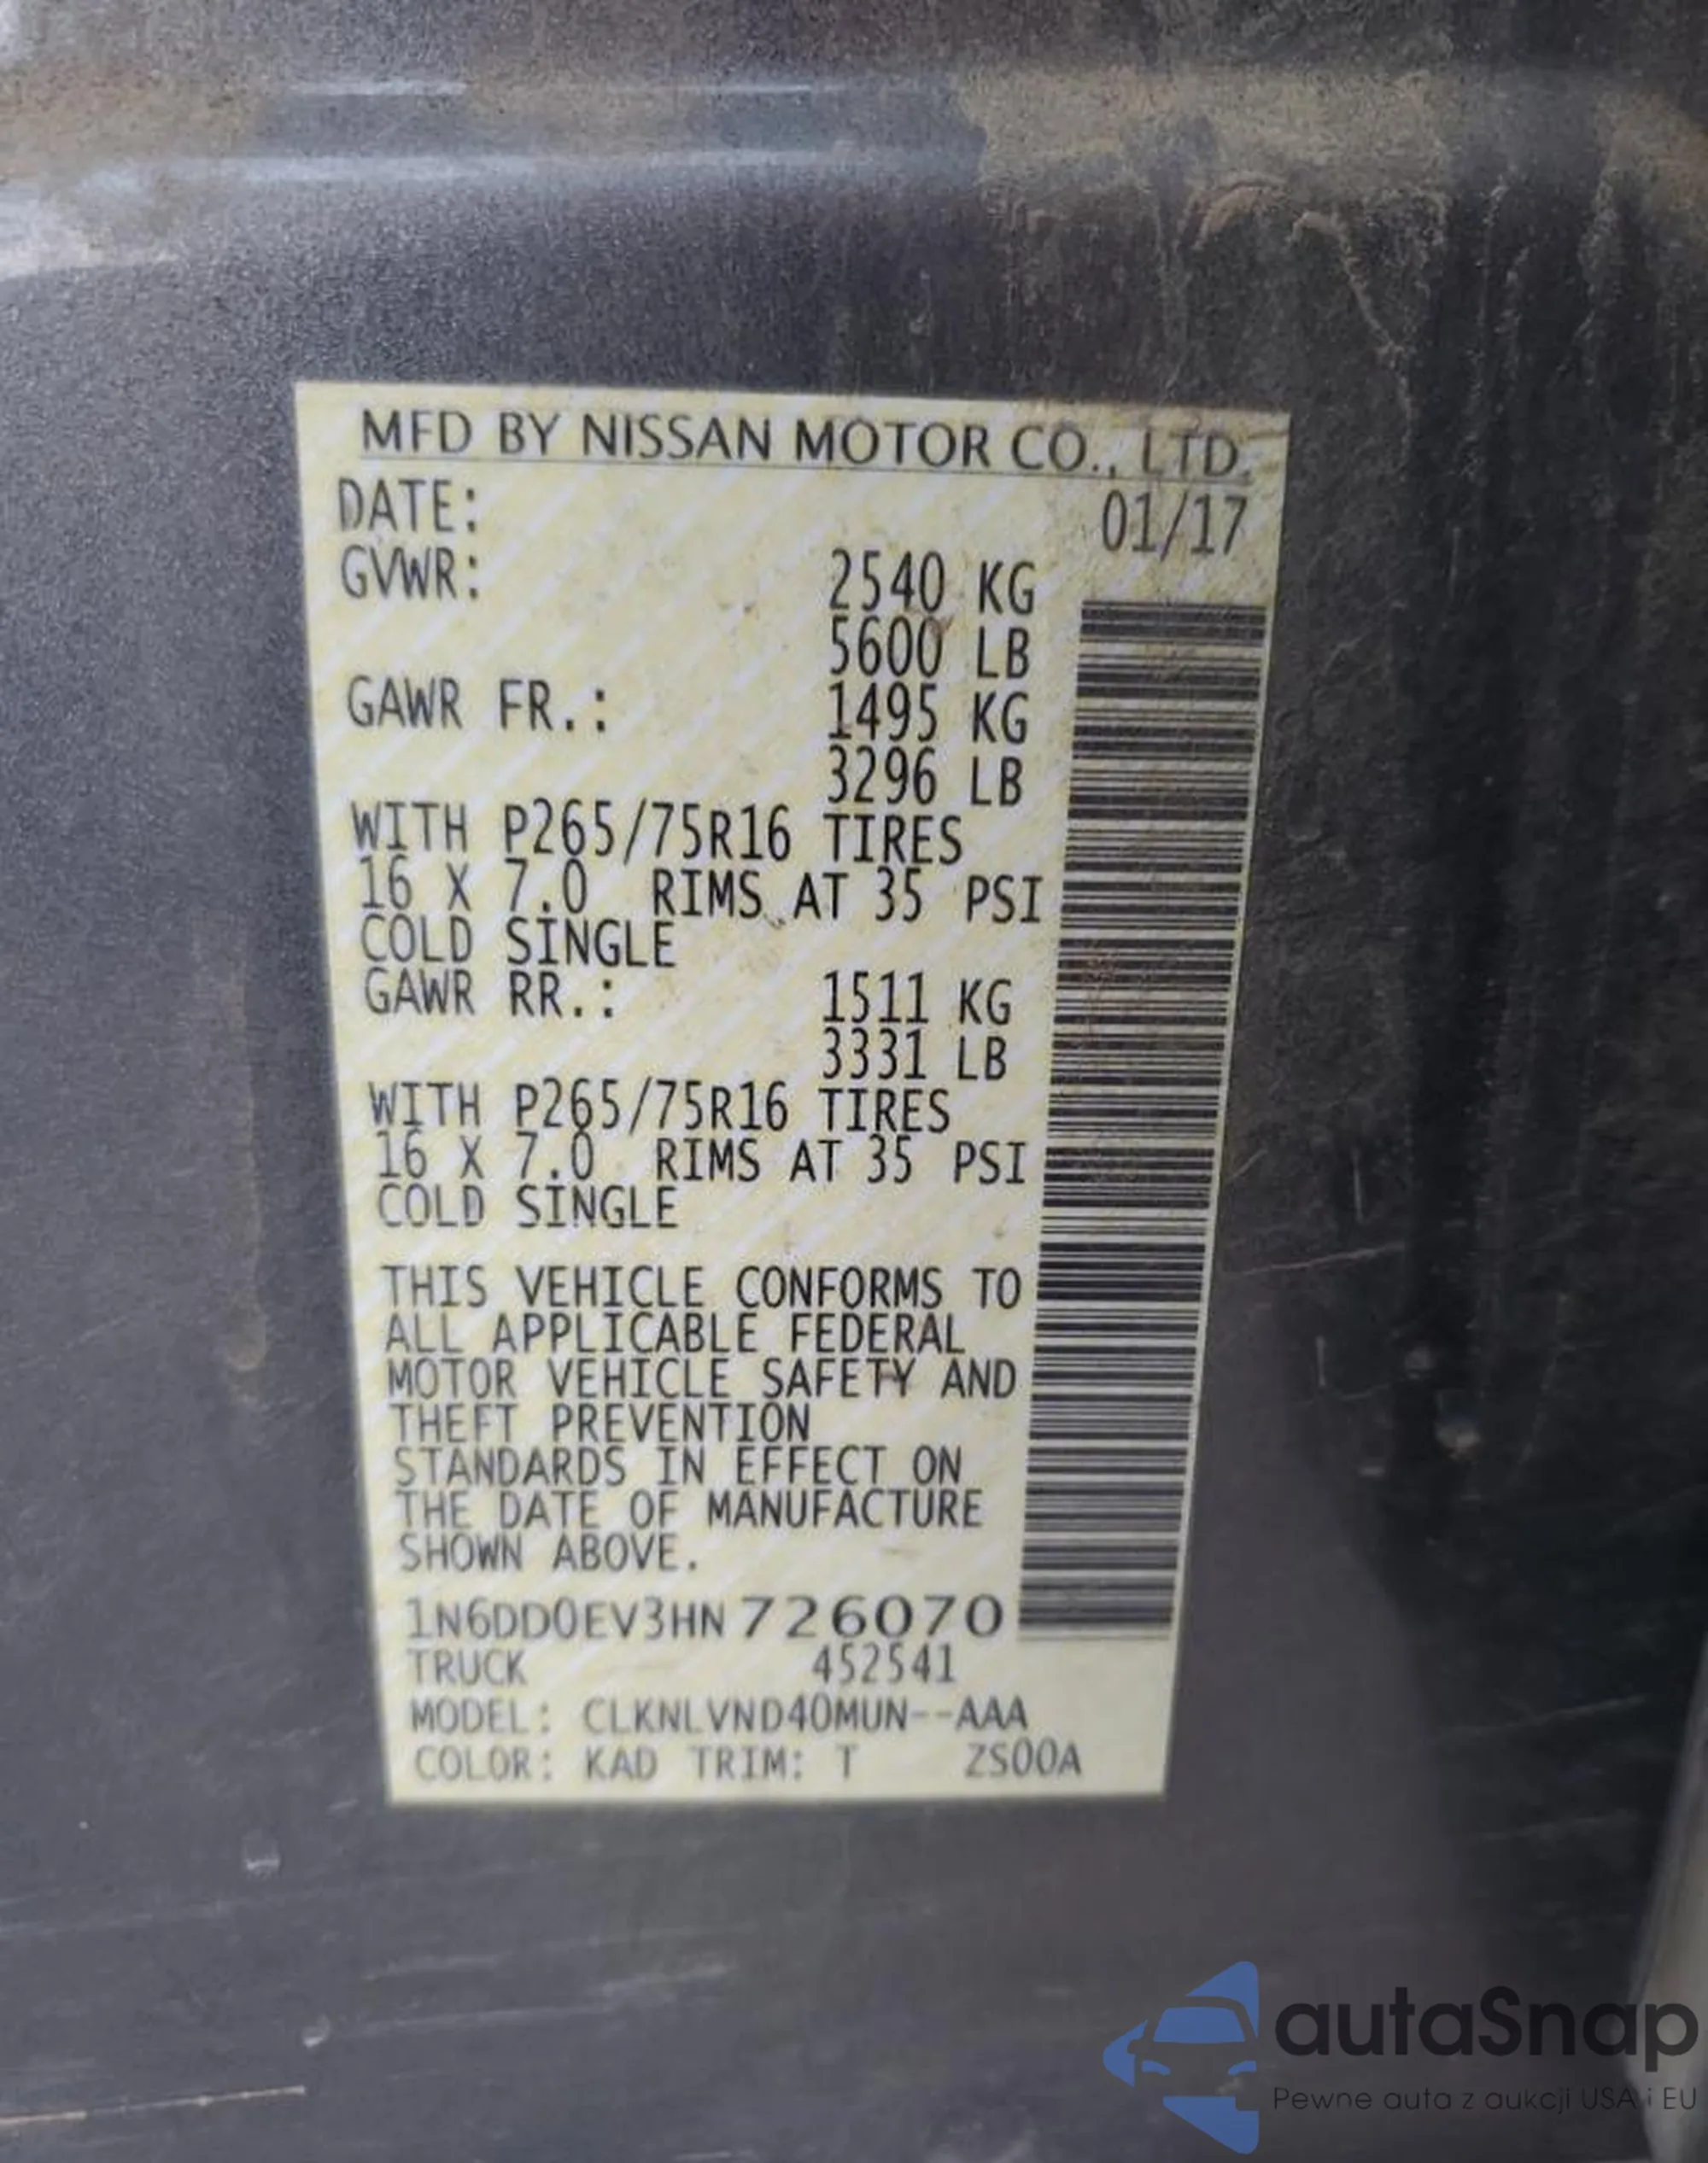 MFD BY NISSAN MOTOR CO., LTD.
DATE: 01/17
GVWR: 2540 KG
5600 LB
GAWR FR.: 1495 KG
3296 LB
WITH P265/75R16 TIRES
16 X 7.0 RIMS AT 35 PSI
COLD SINGLE
GAWR RR.: 1511 KG
3331 LB
WITH P265/75R16 TIRES
16 X 7.0 RIMS AT 35 PSI
COLD SINGLE
THIS VEHICLE CONFORMS TO
ALL APPLICABLE FEDERAL
MOTOR VEHICLE SAFETY AND
THEFT PREVENTION
STANDARDS IN EFFECT ON
THE DATE OF MANUFACTURE
SHOWN ABOVE.
1N6DD0EV3HN726070
TRUCK 452541
MODEL: CLKNLVND40MUN--AAA
COLOR: KAD TRIM: T ZS00A
autaSnap
Pewne auta z aukcji USA i EU